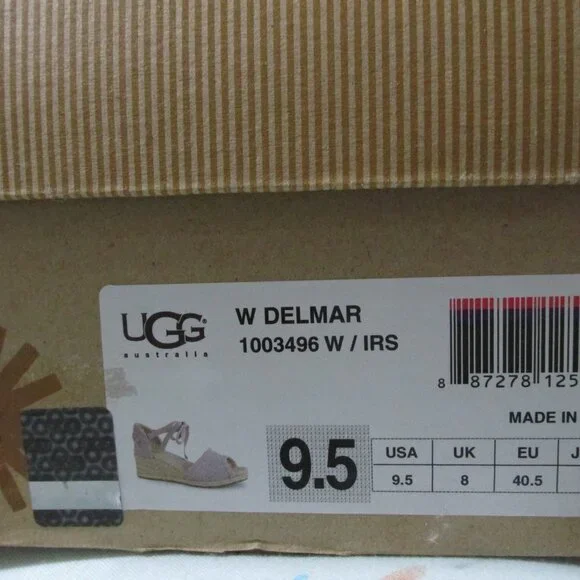 UGG®
australia
W DELMAR
1003496 W / IRS
8 87278 125
MADE IN
9.5
USA UK EU J
9.5 8 40.5